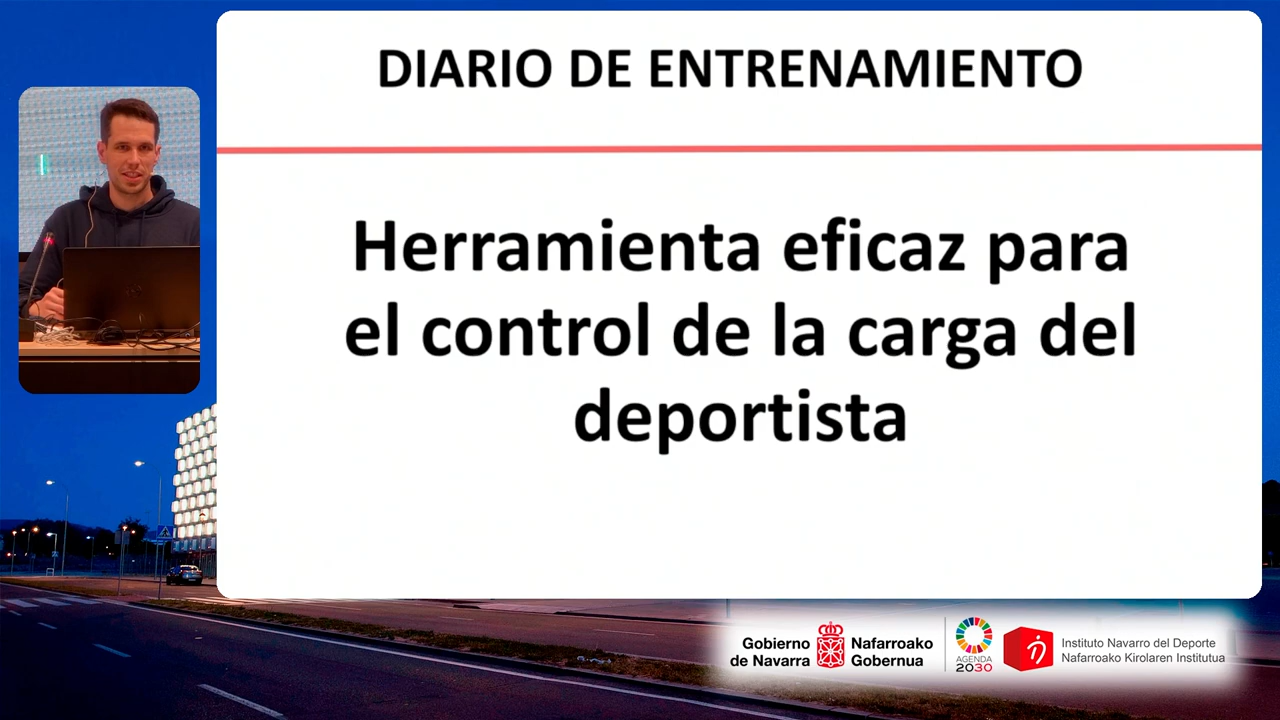 DIARIO DE ENTRENAMIENTO
Herramienta eficaz para
el control de la carga del
deportista
Gobierno
de Navarra
Nafarroako
Gobernua
AGENDA
2030
Instituto Navarro del Deporte
Nafarroako Kirolaren Institutua